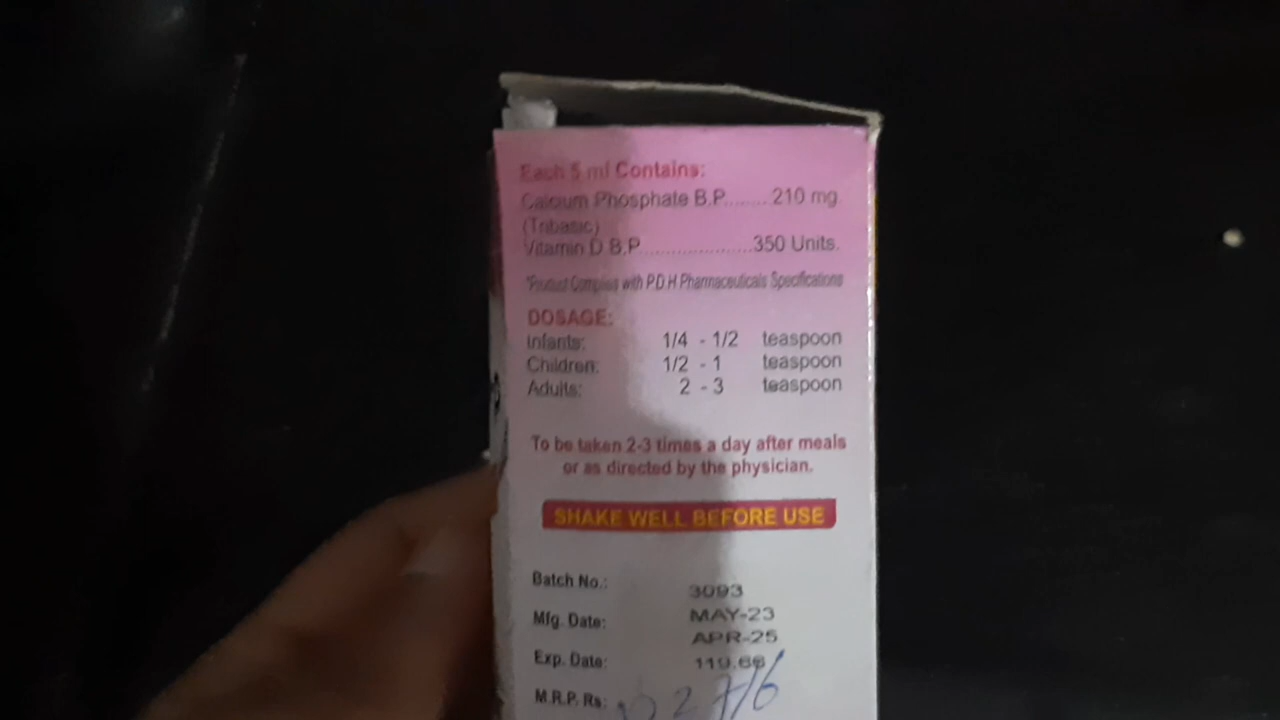 Each 5 ml Contains:
Calcium Phosphate B.P........ 210 mg.
(Tribasic)
Vitamin D B.P.....................350 Units.
*Product Complies with P.D.H Pharmaceuticals Specifications
DOSAGE:
Infants: 1/4 - 1/2 teaspoon
Children: 1/2 - 1 teaspoon
Adults: 2 - 3 teaspoon
To be taken 2-3 times a day after meals
or as directed by the physician.
SHAKE WELL BEFORE USE
Batch No.: 3093
Mfg. Date: MAY-23
Exp. Date: APR-25
M.R.P. Rs: 119.66